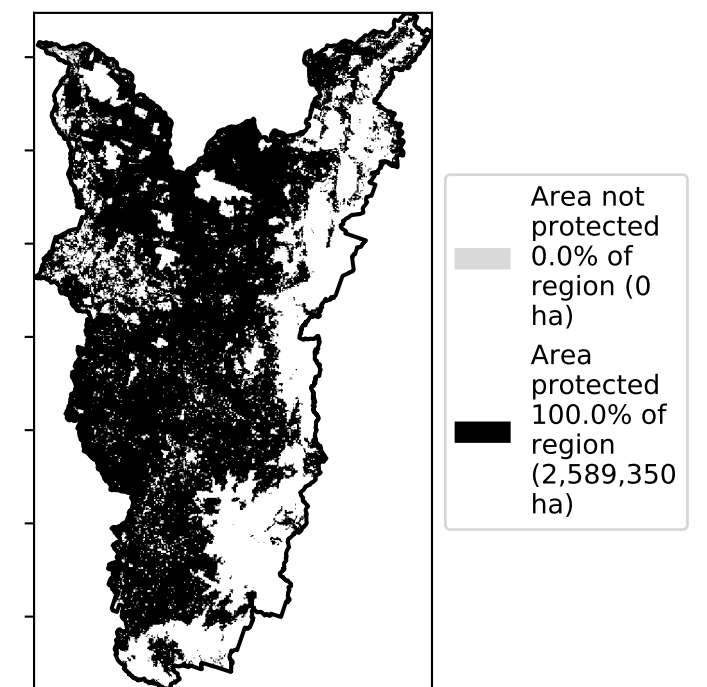 Area not
protected
0.0% of
region (0
ha)
Area
protected
100.0% of
region
(2,589,350
ha)